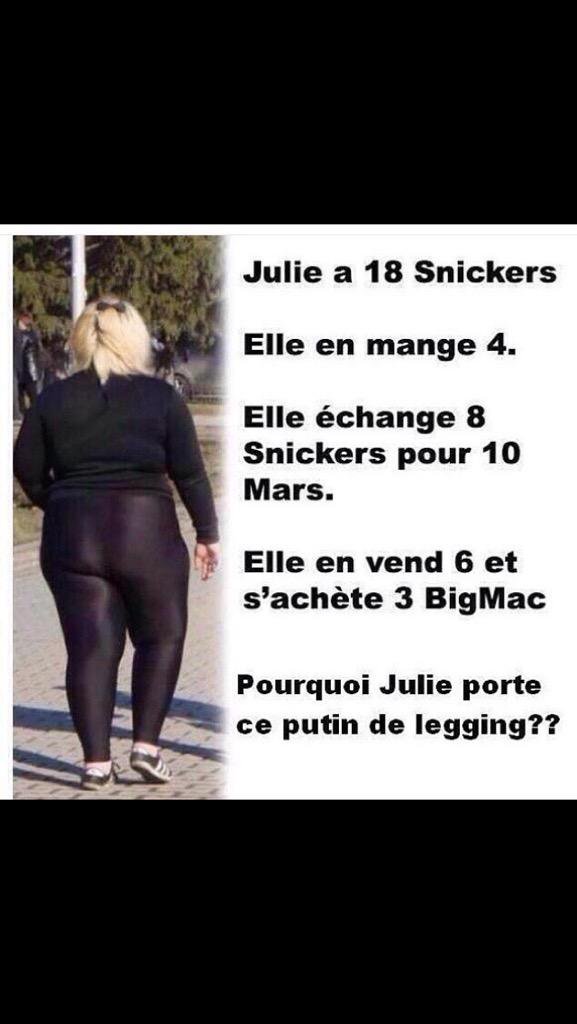 Julie a 18 Snickers
Elle en mange 4.
Elle échange 8
Snickers pour 10
Mars.
Elle en vend 6 et
s’achète 3 BigMac
Pourquoi Julie porte
ce putin de legging??